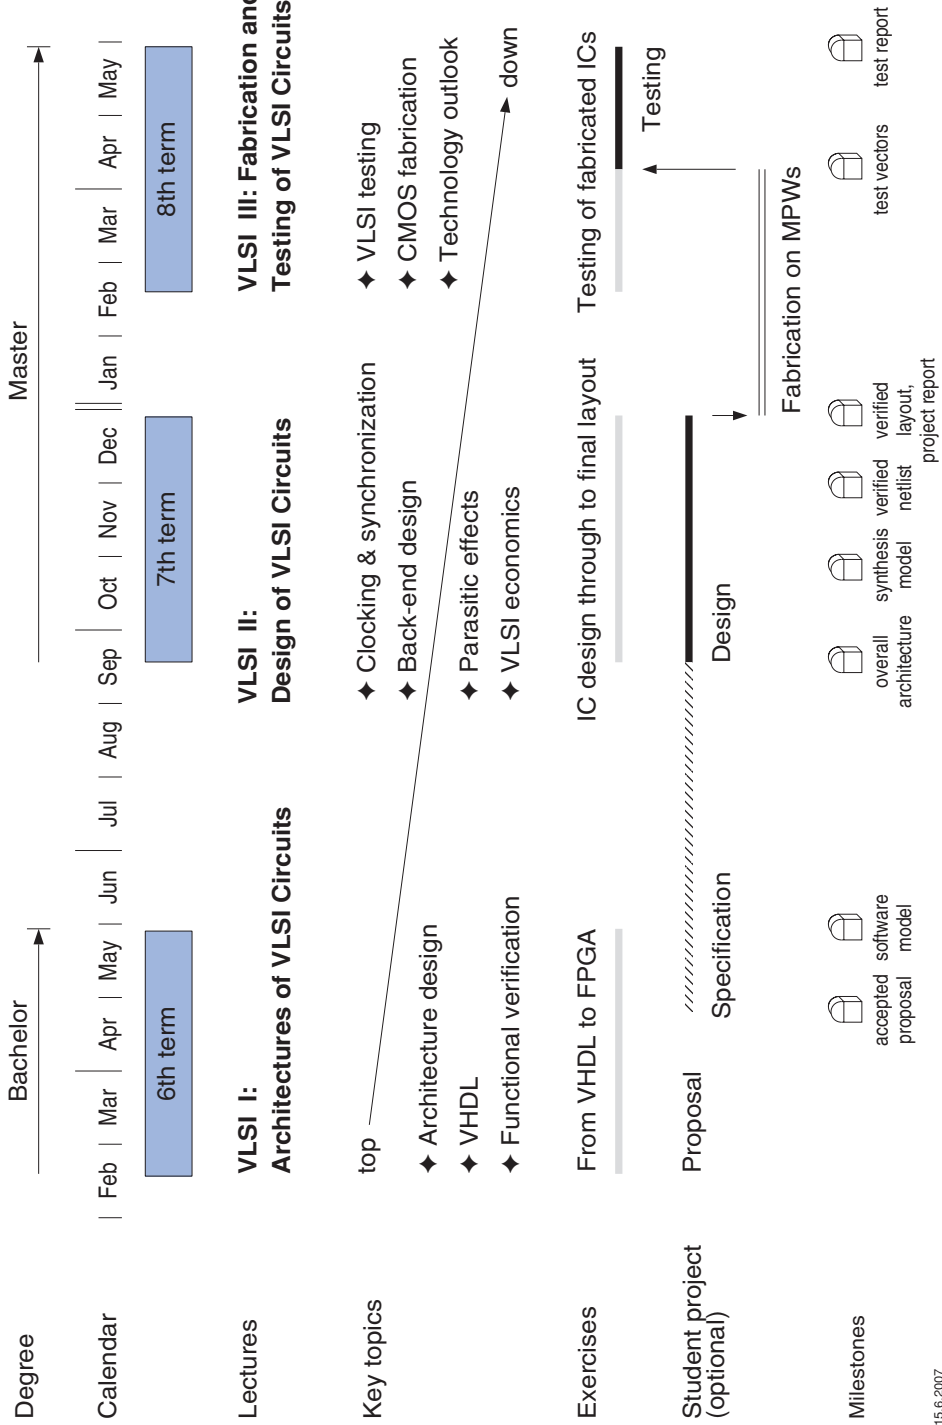 Degree
Bachelor
Master
Calendar
Feb | Mar | Apr | May | Jun | Jul | Aug | Sep | Oct | Nov | Dec || Jan | Feb | Mar | Apr | May |
6th term
7th term
8th term
Lectures
VLSI I:
Architectures of VLSI Circuits
VLSI II:
Design of VLSI Circuits
VLSI III: Fabrication and
Testing of VLSI Circuits
Key topics
top
✦ Architecture design
✦ VHDL
✦ Functional verification
✦ Clocking & synchronization
✦ Back-end design
✦ Parasitic effects
✦ VLSI economics
✦ VLSI testing
✦ CMOS fabrication
✦ Technology outlook
down
Exercises
From VHDL to FPGA
IC design through to final layout
Testing of fabricated ICs
Student project
(optional)
Proposal
Specification
Design
Testing
Fabrication on MPWs
Milestones
accepted
proposal
software
model
overall
architecture
synthesis
model
verified
netlist
verified
layout,
project report
test vectors
test report
15.6.2007